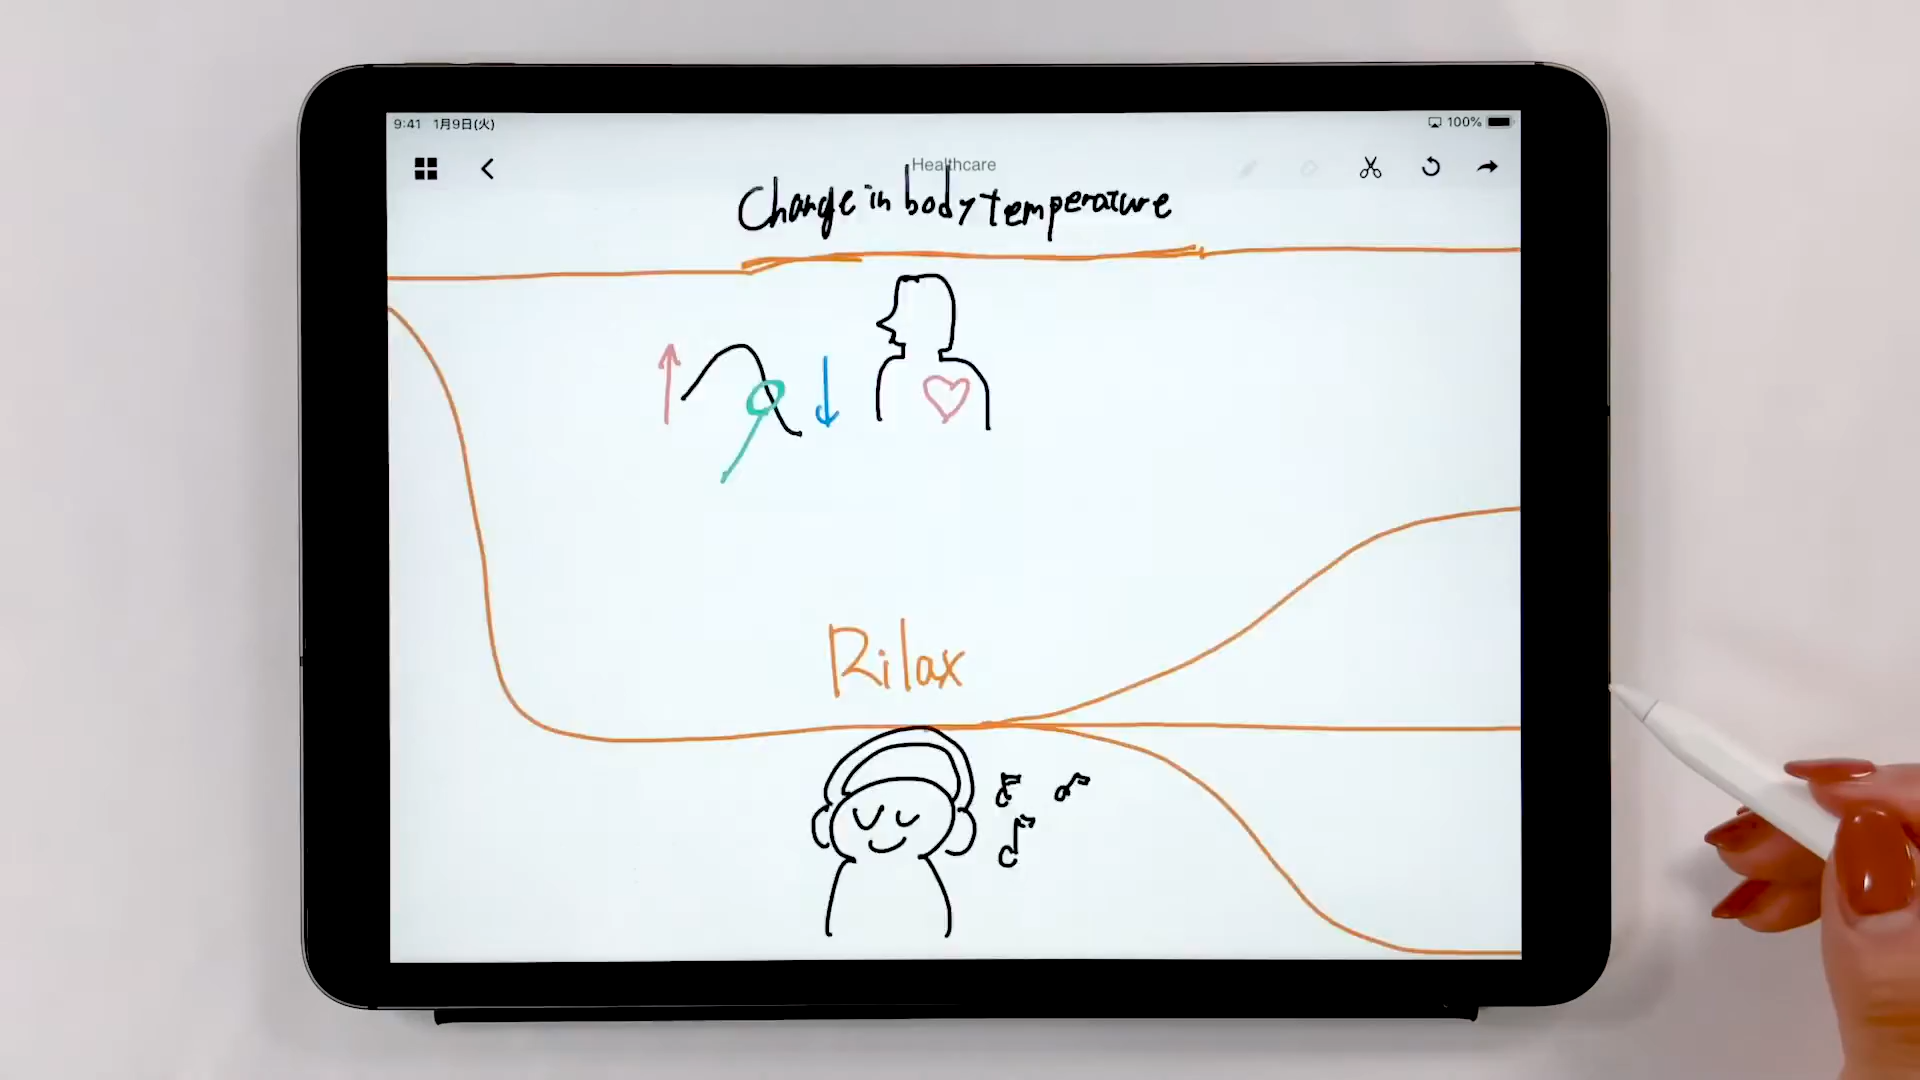 9:41 1月9日(火)
100%
Healthcare
Change in body temperature
Rilax